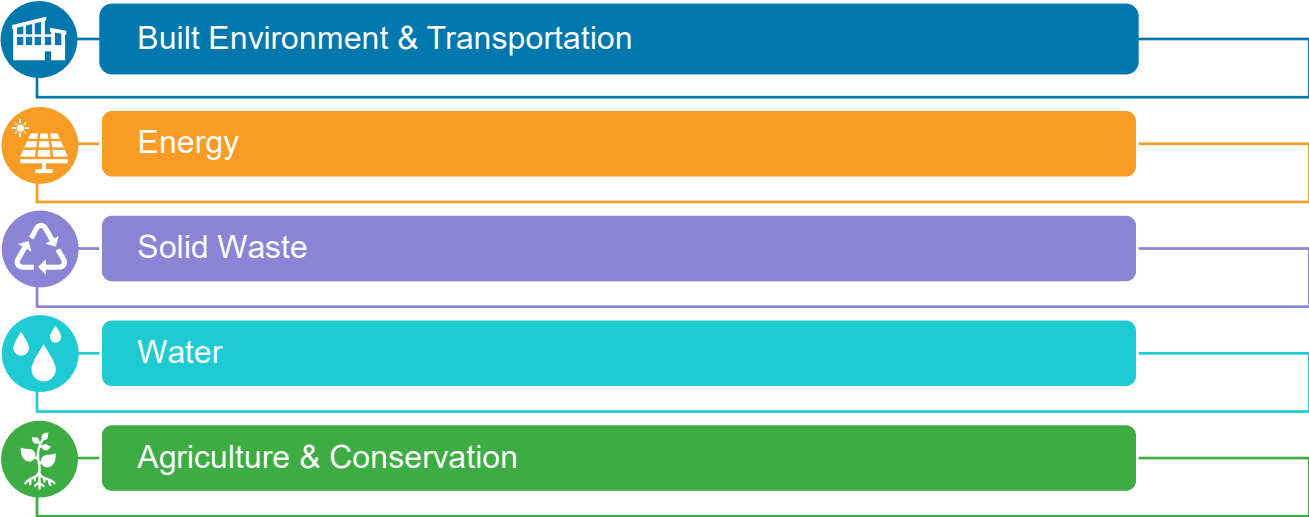 Built Environment & Transportation
Energy
Solid Waste
Water
Agriculture & Conservation